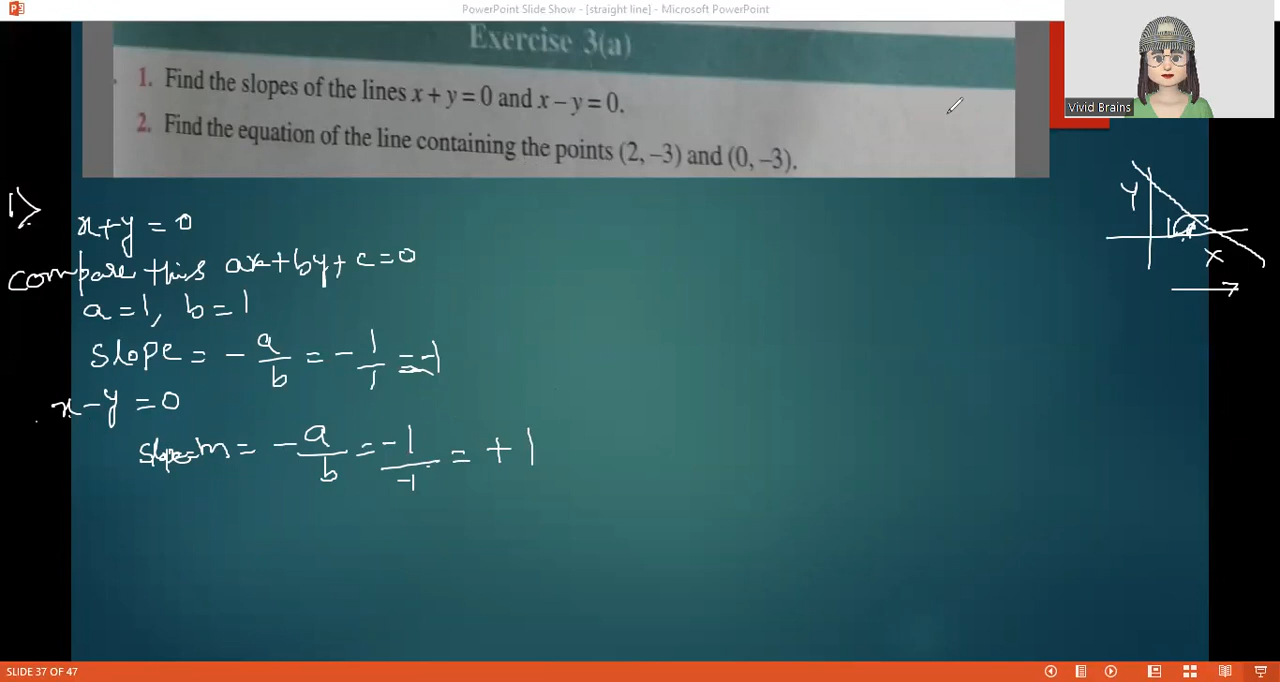 PowerPoint Slide Show - [straight line] - Microsoft PowerPoint
Exercise 3(a)
1. Find the slopes of the lines x + y = 0 and x – y = 0.
2. Find the equation of the line containing the points (2, –3) and (0, –3).
Vivid Brains
1>
x+y = 0
compare this ax+by+c=0
a=1, b=1
slope = -a/b = -1/1 = -1
x-y=0
slope=m = -a/b = -1/-1 = +1
Y
X
SLIDE 37 OF 47